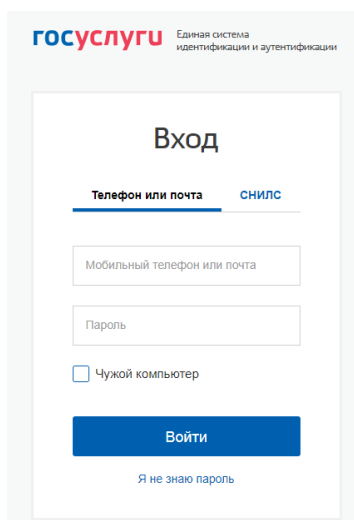 госуслуги
Единая система
идентификации и аутентификации
Вход
Телефон или почта СНИЛС
Мобильный телефон или почта
Пароль
Чужой компьютер
Войти
Я не знаю пароль